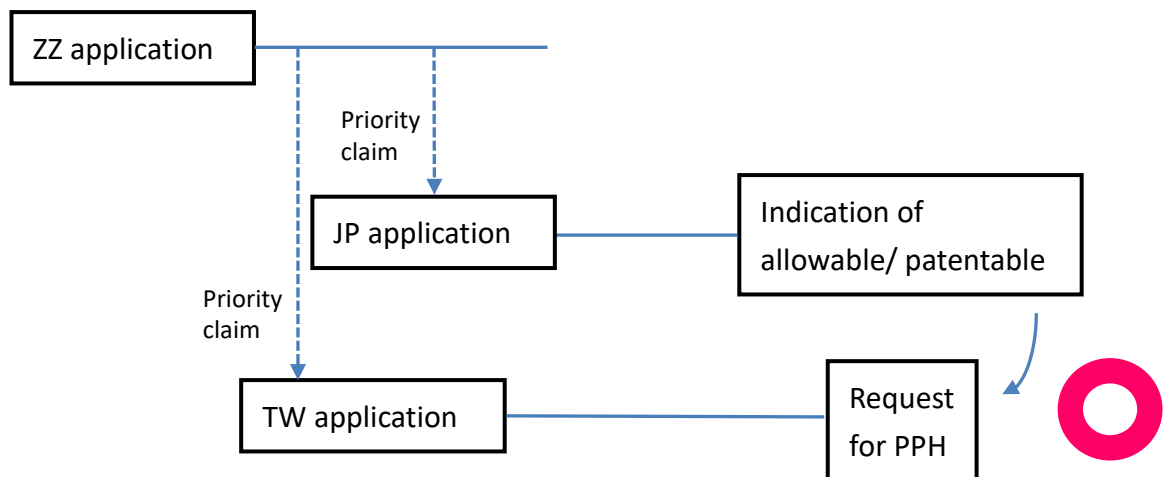 ZZ application
Priority
claim
JP application
Indication of
allowable/ patentable
Priority
claim
TW application
Request
for PPH